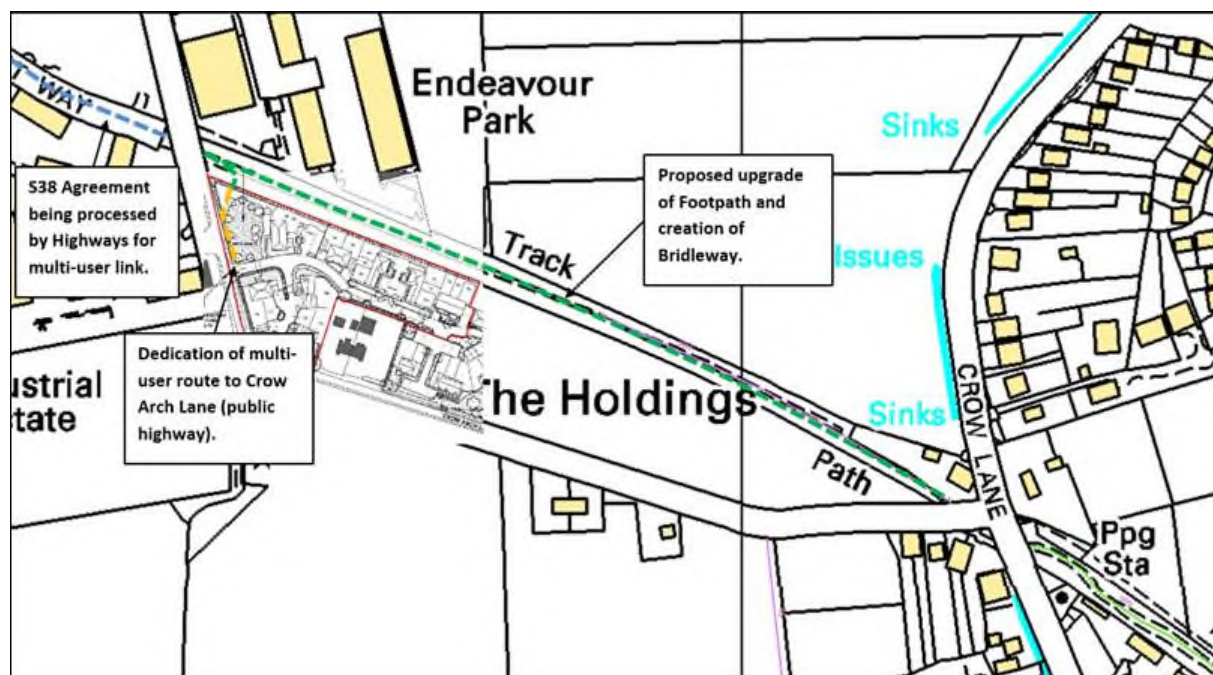 WAY
Endeavour
Park
Sinks
S38 Agreement
being processed
by Highways for
multi-user link.
Proposed upgrade
of Footpath and
creation of
Bridleway.
Track
Issues
Dedication of multi-
user route to Crow
Arch Lane (public
highway).
ustrial
state
The Holdings
Sinks
CROW LANE
Path
Ppg
Sta